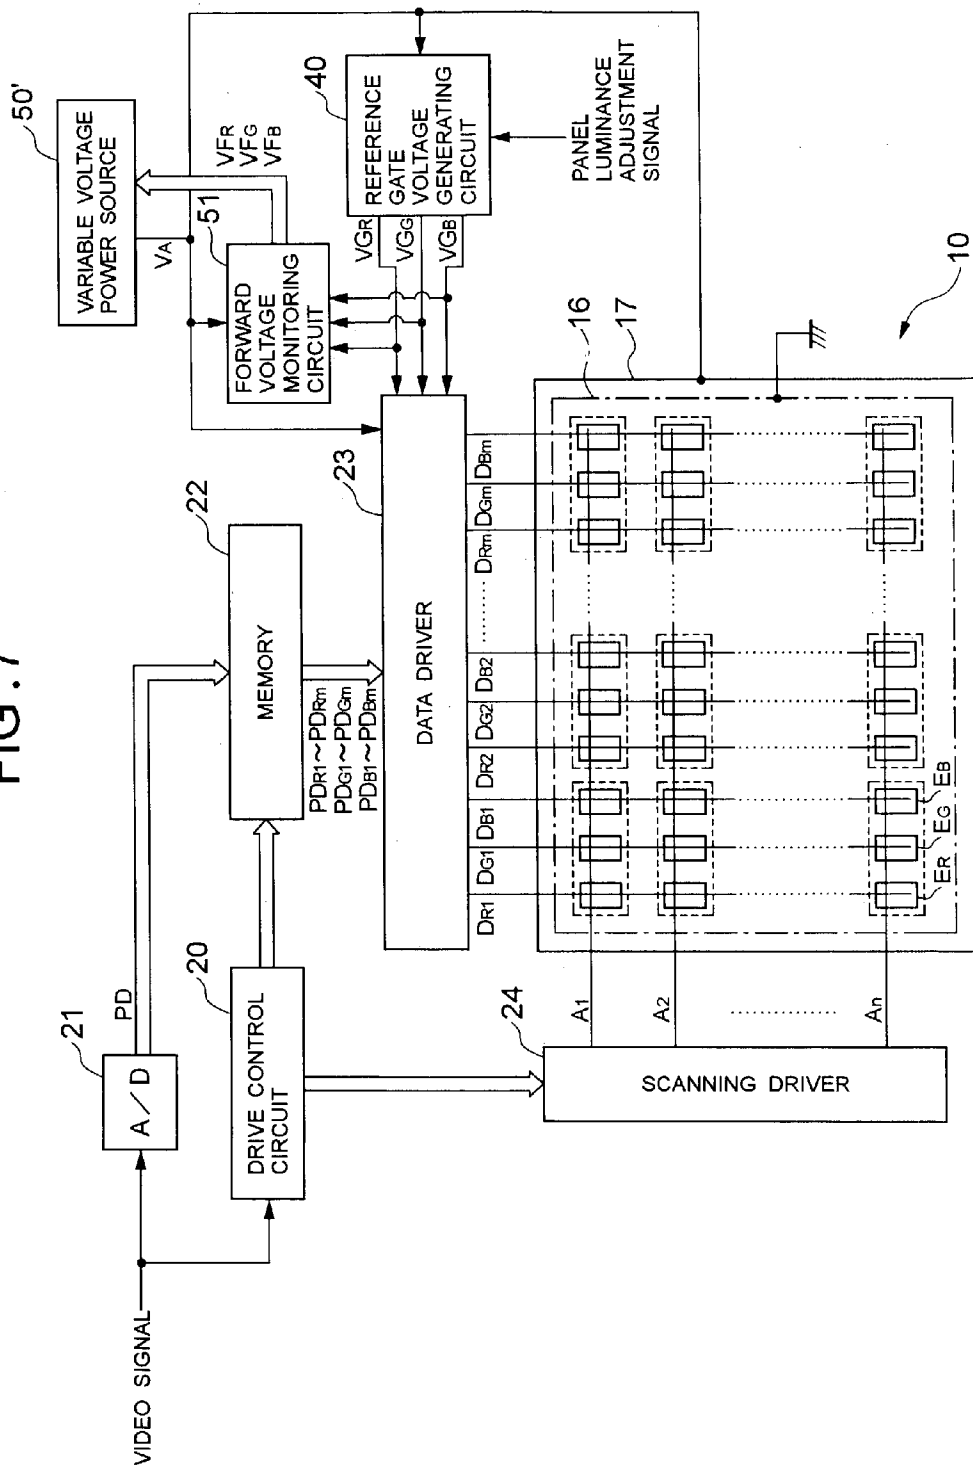 FIG. 7
VIDEO SIGNAL
21
A/D
PD
20
DRIVE CONTROL
CIRCUIT
22
MEMORY
PDR1~PDRm
PDG1~PDGm
PDB1~PDBm
23
DATA DRIVER
50'
VARIABLE VOLTAGE
POWER SOURCE
VA
VFR
VFG
VFB
51
FORWARD
VOLTAGE
MONITORING
CIRCUIT
40
REFERENCE
GATE
VOLTAGE
GENERATING
CIRCUIT
VGR
VGG
VGB
PANEL
LUMINANCE
ADJUSTMENT
SIGNAL
24
SCANNING DRIVER
A1
A2
An
DR1
DG1
DB1
DR2
DG2
DB2
DRm
DGm
DBm
ER
EG
EB
16
17
10